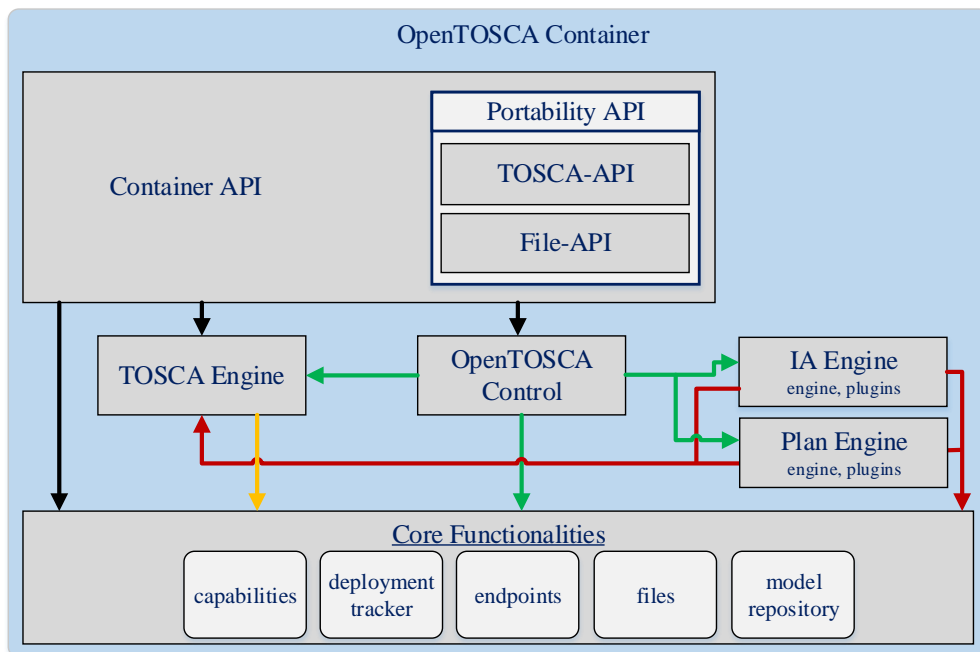 OpenTOSCA Container
Portability API
TOSCA-API
Container API
File-API
TOSCA Engine
OpenTOSCA
Control
IA Engine
engine, plugins
Plan Engine
engine, plugins
Core Functionalities
capabilities
deployment
tracker
endpoints
files
model
repository